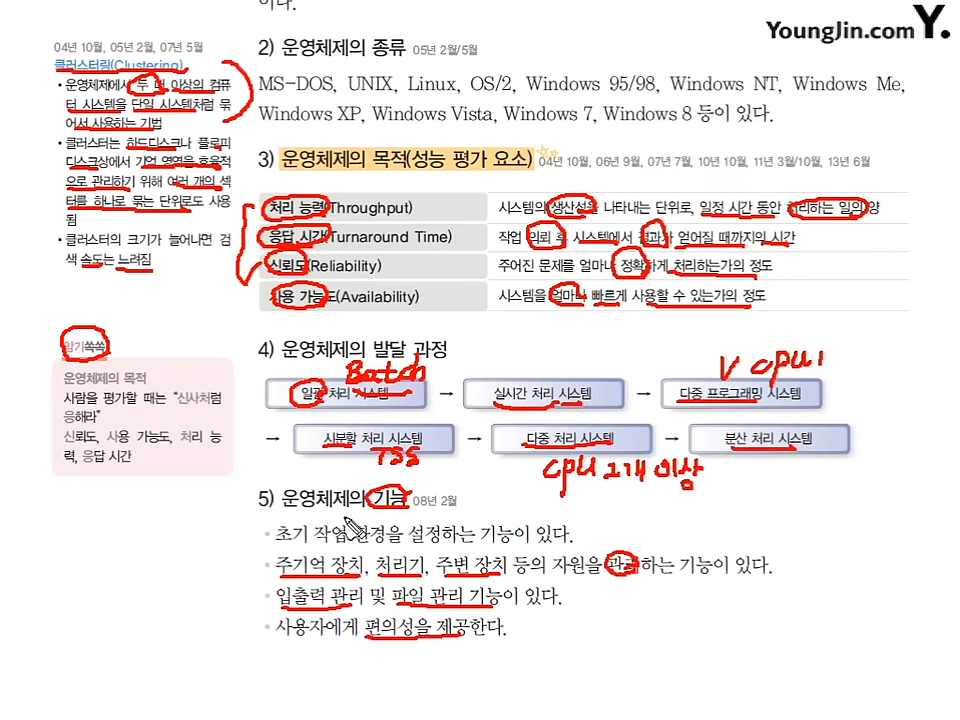 이다.
YoungJin.com Y.
04년 10월, 05년 2월, 07년 5월
클러스터링(Clustering)
• 운영체제에서 두 대 이상의 컴퓨
터 시스템을 단일 시스템처럼 묶
어서 사용하는 기법
• 클러스터는 하드디스크나 플로피
디스크상에서 기억 영역을 효율적
으로 관리하기 위해 여러 개의 섹
터를 하나로 묶는 단위로도 사용
됨
• 클러스터의 크기가 늘어나면 검
색 속도는 느려짐
암기쏙쏙
운영체제의 목적
사람을 평가할 때는 “신사처럼
응해라”
신뢰도, 사용 가능도, 처리 능
력, 응답 시간
2) 운영체제의 종류 05년 2월/5월
MS-DOS, UNIX, Linux, OS/2, Windows 95/98, Windows NT, Windows Me,
Windows XP, Windows Vista, Windows 7, Windows 8 등이 있다.
3) 운영체제의 목적(성능 평가 요소) 04년 10월, 06년 9월, 07년 7월, 10년 10월, 11년 3월/10월, 13년 6월
처리 능력(Throughput) 시스템의 생산성을 나타내는 단위로, 일정 시간 동안 처리하는 일의 양
응답 시간(Turnaround Time) 작업 의뢰 후 시스템에서 결과가 얻어질 때까지의 시간
신뢰도(Reliability) 주어진 문제를 얼마나 정확하게 처리하는가의 정도
사용 가능도(Availability) 시스템을 얼마나 빠르게 사용할 수 있는가의 정도
4) 운영체제의 발달 과정
Batch V CPU 1
일괄 처리 시스템 → 실시간 처리 시스템 → 다중 프로그래밍 시스템
→ 시분할 처리 시스템 → 다중 처리 시스템 → 분산 처리 시스템
TSS CPU 2개 이상
5) 운영체제의 기능 08년 2월
• 초기 작업 환경을 설정하는 기능이 있다.
• 주기억 장치, 처리기, 주변 장치 등의 자원을 관리하는 기능이 있다.
• 입출력 관리 및 파일 관리 기능이 있다.
• 사용자에게 편의성을 제공한다.